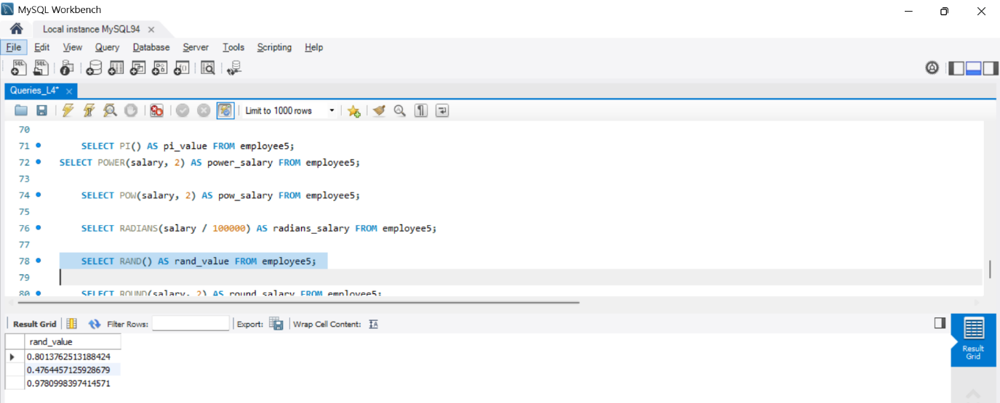 MySQL Workbench
Local instance MySQL94
File Edit View Query Database Server Tools Scripting Help
Queries_L4*
Limit to 1000 rows
70
71 SELECT PI() AS pi_value FROM employee5;
72 SELECT POWER(salary, 2) AS power_salary FROM employee5;
73
74 SELECT POW(salary, 2) AS pow_salary FROM employee5;
75
76 SELECT RADIANS(salary / 100000) AS radians_salary FROM employee5;
77
78 SELECT RAND() AS rand_value FROM employee5;
79
80 SELECT ROUND(salary, 2) AS round_salary FROM employee5;
Result Grid Filter Rows: Export: Wrap Cell Content: IA
rand_value
0.8013762513188424
0.4764457125928679
0.9780998397414571
Result
Grid